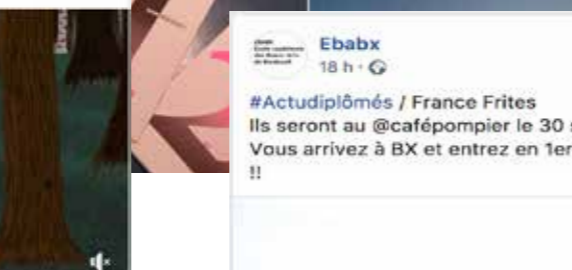 Ebabx
18 h ·
#Actudiplômés / France Frites
Ils seront au @cafépompier le 30 s
Vous arrivez à BX et entrez en 1er
!!